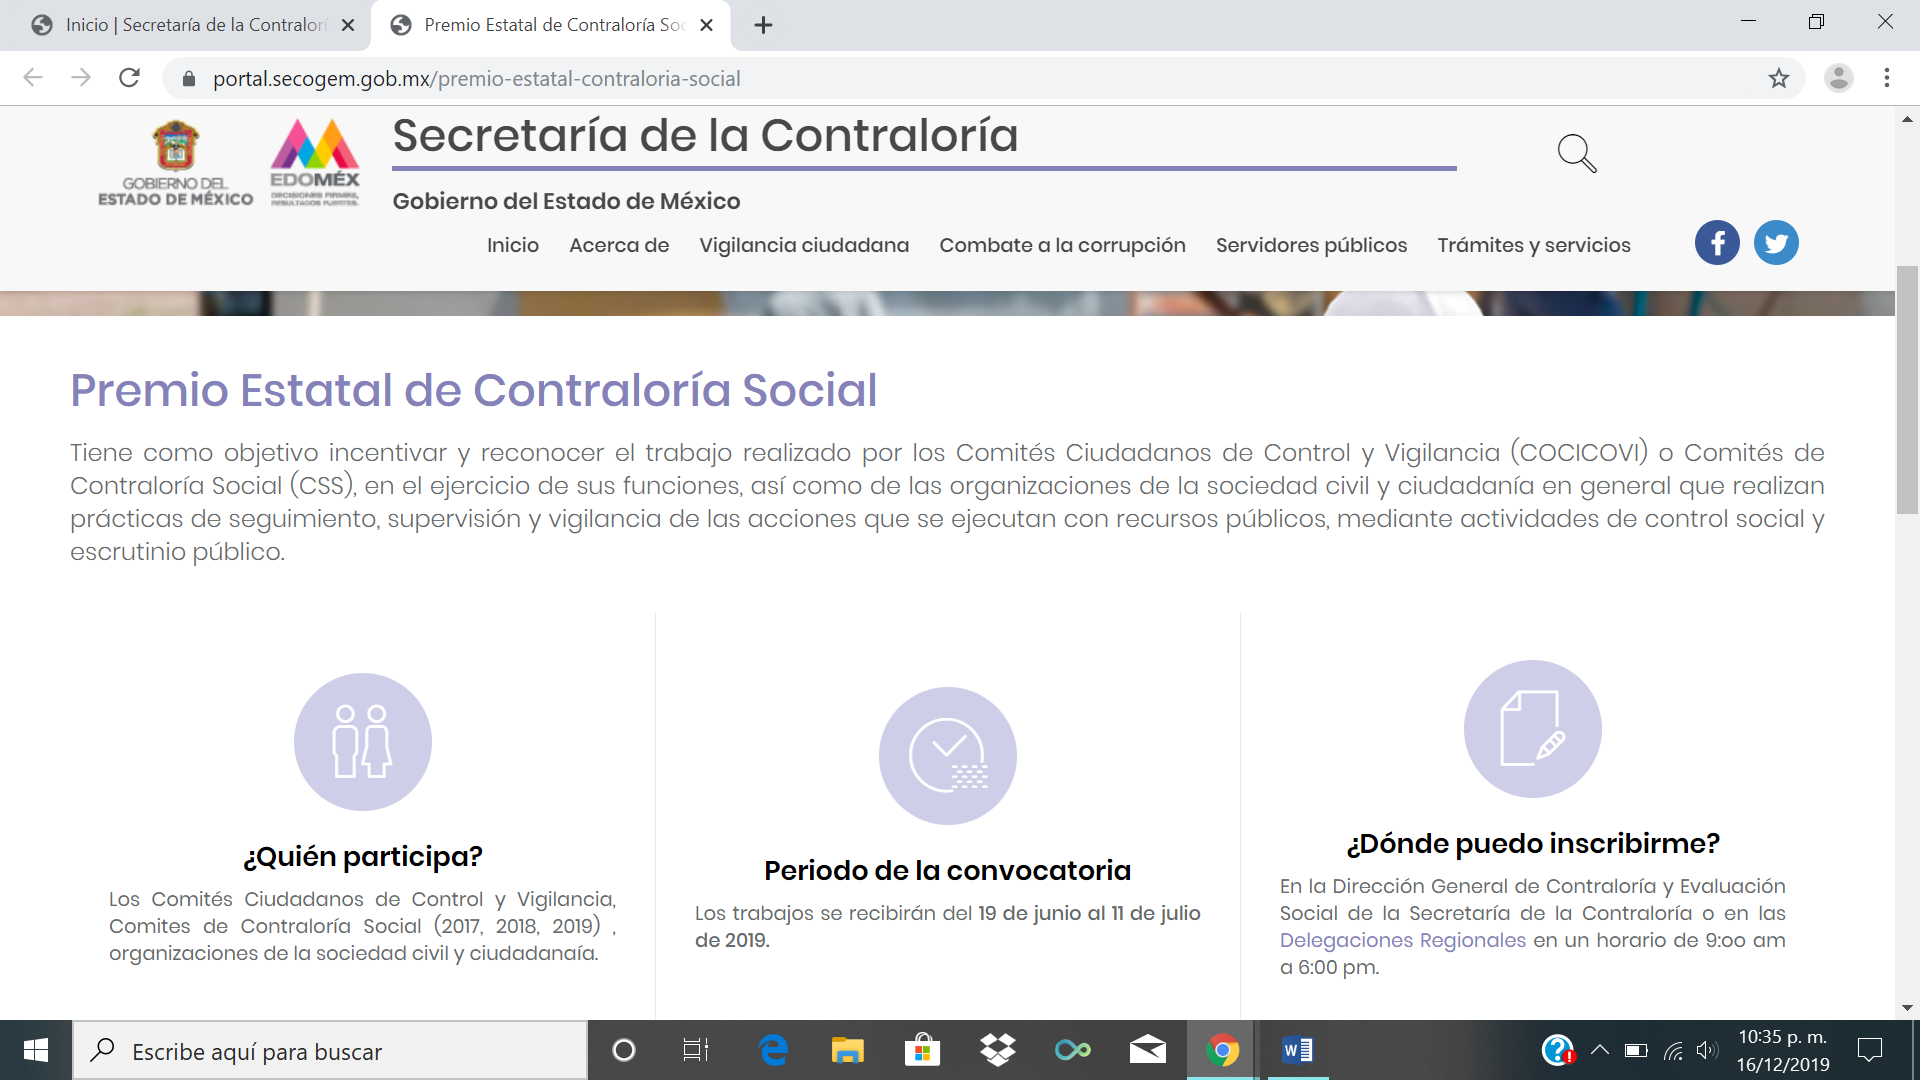 Inicio | Secretaría de la Contralorí
Premio Estatal de Contraloría Soc
portal.secogem.gob.mx/premio-estatal-contraloria-social
GOBIERNO DEL
ESTADO DE MÉXICO
EDOMÉX
DECISIONES FIRMES,
RESULTADOS FUERTES.
Secretaría de la Contraloría
Gobierno del Estado de México
Inicio Acerca de Vigilancia ciudadana Combate a la corrupción Servidores públicos Trámites y servicios
Premio Estatal de Contraloría Social
Tiene como objetivo incentivar y reconocer el trabajo realizado por los Comités Ciudadanos de Control y Vigilancia (COCICOVI) o Comités de
Contraloría Social (CSS), en el ejercicio de sus funciones, así como de las organizaciones de la sociedad civil y ciudadanía en general que realizan
prácticas de seguimiento, supervisión y vigilancia de las acciones que se ejecutan con recursos públicos, mediante actividades de control social y
escrutinio público.
¿Quién participa?
Los Comités Ciudadanos de Control y Vigilancia,
Comites de Contraloría Social (2017, 2018, 2019) ,
organizaciones de la sociedad civil y ciudadanaía.
Periodo de la convocatoria
Los trabajos se recibirán del 19 de junio al 11 de julio
de 2019.
¿Dónde puedo inscribirme?
En la Dirección General de Contraloría y Evaluación
Social de la Secretaría de la Contraloría o en las
Delegaciones Regionales en un horario de 9:oo am
a 6:00 pm.
Escribe aquí para buscar
10:35 p. m.
16/12/2019